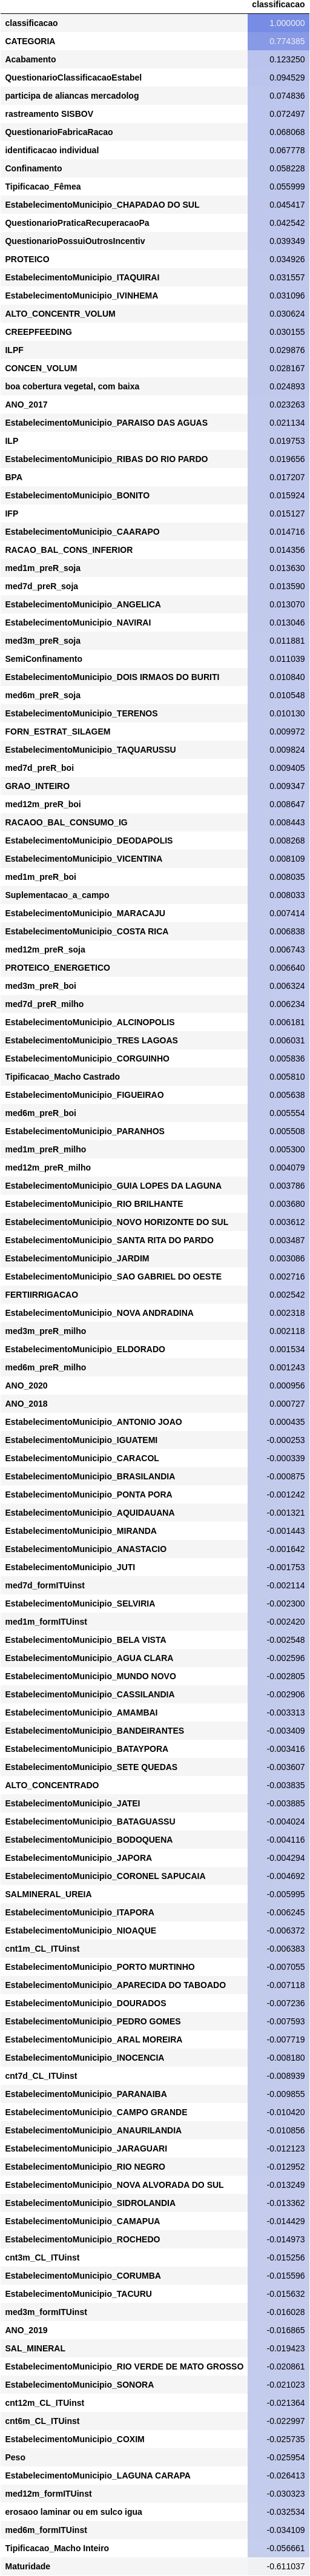 classificacao
classificacao 1.000000
CATEGORIA 0.774385
Acabamento 0.123250
QuestionarioClassificacaoEstabel 0.094529
participa de aliancas mercadolog 0.074836
rastreamento SISBOV 0.072497
QuestionarioFabricaRacao 0.068068
identificacao individual 0.067778
Confinamento 0.058228
Tipificacao_Fêmea 0.055999
EstabelecimentoMunicipio_CHAPADAO DO SUL 0.045417
QuestionarioPraticaRecuperacaoPa 0.042542
QuestionarioPossuiOutrosIncentiv 0.039349
PROTEICO 0.034926
EstabelecimentoMunicipio_ITAQUIRAI 0.031557
EstabelecimentoMunicipio_IVINHEMA 0.031096
ALTO_CONCENTR_VOLUM 0.030624
CREEPFEEDING 0.030155
ILPF 0.029876
CONCEN_VOLUM 0.028167
boa cobertura vegetal, com baixa 0.024893
ANO_2017 0.023263
EstabelecimentoMunicipio_PARAISO DAS AGUAS 0.021134
ILP 0.019753
EstabelecimentoMunicipio_RIBAS DO RIO PARDO 0.019656
BPA 0.017207
EstabelecimentoMunicipio_BONITO 0.015924
IFP 0.015127
EstabelecimentoMunicipio_CAARAPO 0.014716
RACAO_BAL_CONS_INFERIOR 0.014356
med1m_preR_soja 0.013630
med7d_preR_soja 0.013590
EstabelecimentoMunicipio_ANGELICA 0.013070
EstabelecimentoMunicipio_NAVIRAI 0.013046
med3m_preR_soja 0.011881
SemiConfinamento 0.011039
EstabelecimentoMunicipio_DOIS IRMAOS DO BURITI 0.010840
med6m_preR_soja 0.010548
EstabelecimentoMunicipio_TERENOS 0.010130
FORN_ESTRAT_SILAGEM 0.009972
EstabelecimentoMunicipio_TAQUARUSSU 0.009824
med7d_preR_boi 0.009405
GRAO_INTEIRO 0.009347
med12m_preR_boi 0.008647
RACAOO_BAL_CONSUMO_IG 0.008443
EstabelecimentoMunicipio_DEODAPOLIS 0.008268
EstabelecimentoMunicipio_VICENTINA 0.008109
med1m_preR_boi 0.008035
Suplementacao_a_campo 0.008033
EstabelecimentoMunicipio_MARACAJU 0.007414
EstabelecimentoMunicipio_COSTA RICA 0.006838
med12m_preR_soja 0.006743
PROTEICO_ENERGETICO 0.006640
med3m_preR_boi 0.006324
med7d_preR_milho 0.006234
EstabelecimentoMunicipio_ALCINOPOLIS 0.006181
EstabelecimentoMunicipio_TRES LAGOAS 0.006031
EstabelecimentoMunicipio_CORGUINHO 0.005836
Tipificacao_Macho Castrado 0.005810
EstabelecimentoMunicipio_FIGUEIRAO 0.005638
med6m_preR_boi 0.005554
EstabelecimentoMunicipio_PARANHOS 0.005508
med1m_preR_milho 0.005300
med12m_preR_milho 0.004079
EstabelecimentoMunicipio_GUIA LOPES DA LAGUNA 0.003786
EstabelecimentoMunicipio_RIO BRILHANTE 0.003680
EstabelecimentoMunicipio_NOVO HORIZONTE DO SUL 0.003612
EstabelecimentoMunicipio_SANTA RITA DO PARDO 0.003487
EstabelecimentoMunicipio_JARDIM 0.003086
EstabelecimentoMunicipio_SAO GABRIEL DO OESTE 0.002716
FERTIIRRIGACAO 0.002542
EstabelecimentoMunicipio_NOVA ANDRADINA 0.002318
med3m_preR_milho 0.002118
EstabelecimentoMunicipio_ELDORADO 0.001534
med6m_preR_milho 0.001243
ANO_2020 0.000956
ANO_2018 0.000727
EstabelecimentoMunicipio_ANTONIO JOAO 0.000435
EstabelecimentoMunicipio_IGUATEMI -0.000253
EstabelecimentoMunicipio_CARACOL -0.000339
EstabelecimentoMunicipio_BRASILANDIA -0.000875
EstabelecimentoMunicipio_PONTA PORA -0.001242
EstabelecimentoMunicipio_AQUIDAUANA -0.001321
EstabelecimentoMunicipio_MIRANDA -0.001443
EstabelecimentoMunicipio_ANASTACIO -0.001642
EstabelecimentoMunicipio_JUTI -0.001753
med7d_formITUinst -0.002114
EstabelecimentoMunicipio_SELVIRIA -0.002300
med1m_formITUinst -0.002420
EstabelecimentoMunicipio_BELA VISTA -0.002548
EstabelecimentoMunicipio_AGUA CLARA -0.002596
EstabelecimentoMunicipio_MUNDO NOVO -0.002805
EstabelecimentoMunicipio_CASSILANDIA -0.002906
EstabelecimentoMunicipio_AMAMBAI -0.003313
EstabelecimentoMunicipio_BANDEIRANTES -0.003409
EstabelecimentoMunicipio_BATAYPORA -0.003416
EstabelecimentoMunicipio_SETE QUEDAS -0.003607
ALTO_CONCENTRADO -0.003835
EstabelecimentoMunicipio_JATEI -0.003885
EstabelecimentoMunicipio_BATAGUASSU -0.004024
EstabelecimentoMunicipio_BODOQUENA -0.004116
EstabelecimentoMunicipio_JAPORA -0.004294
EstabelecimentoMunicipio_CORONEL SAPUCAIA -0.004692
SALMINERAL_UREIA -0.005995
EstabelecimentoMunicipio_ITAPORA -0.006245
EstabelecimentoMunicipio_NIOAQUE -0.006372
cnt1m_CL_ITUinst -0.006383
EstabelecimentoMunicipio_PORTO MURTINHO -0.007055
EstabelecimentoMunicipio_APARECIDA DO TABOADO -0.007118
EstabelecimentoMunicipio_DOURADOS -0.007236
EstabelecimentoMunicipio_PEDRO GOMES -0.007593
EstabelecimentoMunicipio_ARAL MOREIRA -0.007719
EstabelecimentoMunicipio_INOCENCIA -0.008180
cnt7d_CL_ITUinst -0.008939
EstabelecimentoMunicipio_PARANAIBA -0.009855
EstabelecimentoMunicipio_CAMPO GRANDE -0.010420
EstabelecimentoMunicipio_ANAURILANDIA -0.010856
EstabelecimentoMunicipio_JARAGUARI -0.012123
EstabelecimentoMunicipio_RIO NEGRO -0.012952
EstabelecimentoMunicipio_NOVA ALVORADA DO SUL -0.013249
EstabelecimentoMunicipio_SIDROLANDIA -0.013362
EstabelecimentoMunicipio_CAMAPUA -0.014429
EstabelecimentoMunicipio_ROCHEDO -0.014973
cnt3m_CL_ITUinst -0.015256
EstabelecimentoMunicipio_CORUMBA -0.015596
EstabelecimentoMunicipio_TACURU -0.015632
med3m_formITUinst -0.016028
ANO_2019 -0.016865
SAL_MINERAL -0.019423
EstabelecimentoMunicipio_RIO VERDE DE MATO GROSSO -0.020861
EstabelecimentoMunicipio_SONORA -0.021023
cnt12m_CL_ITUinst -0.021364
cnt6m_CL_ITUinst -0.022997
EstabelecimentoMunicipio_COXIM -0.025735
Peso -0.025954
EstabelecimentoMunicipio_LAGUNA CARAPA -0.026413
med12m_formITUinst -0.030323
erosaoo laminar ou em sulco igua -0.032534
med6m_formITUinst -0.034109
Tipificacao_Macho Inteiro -0.056661
Maturidade -0.611037